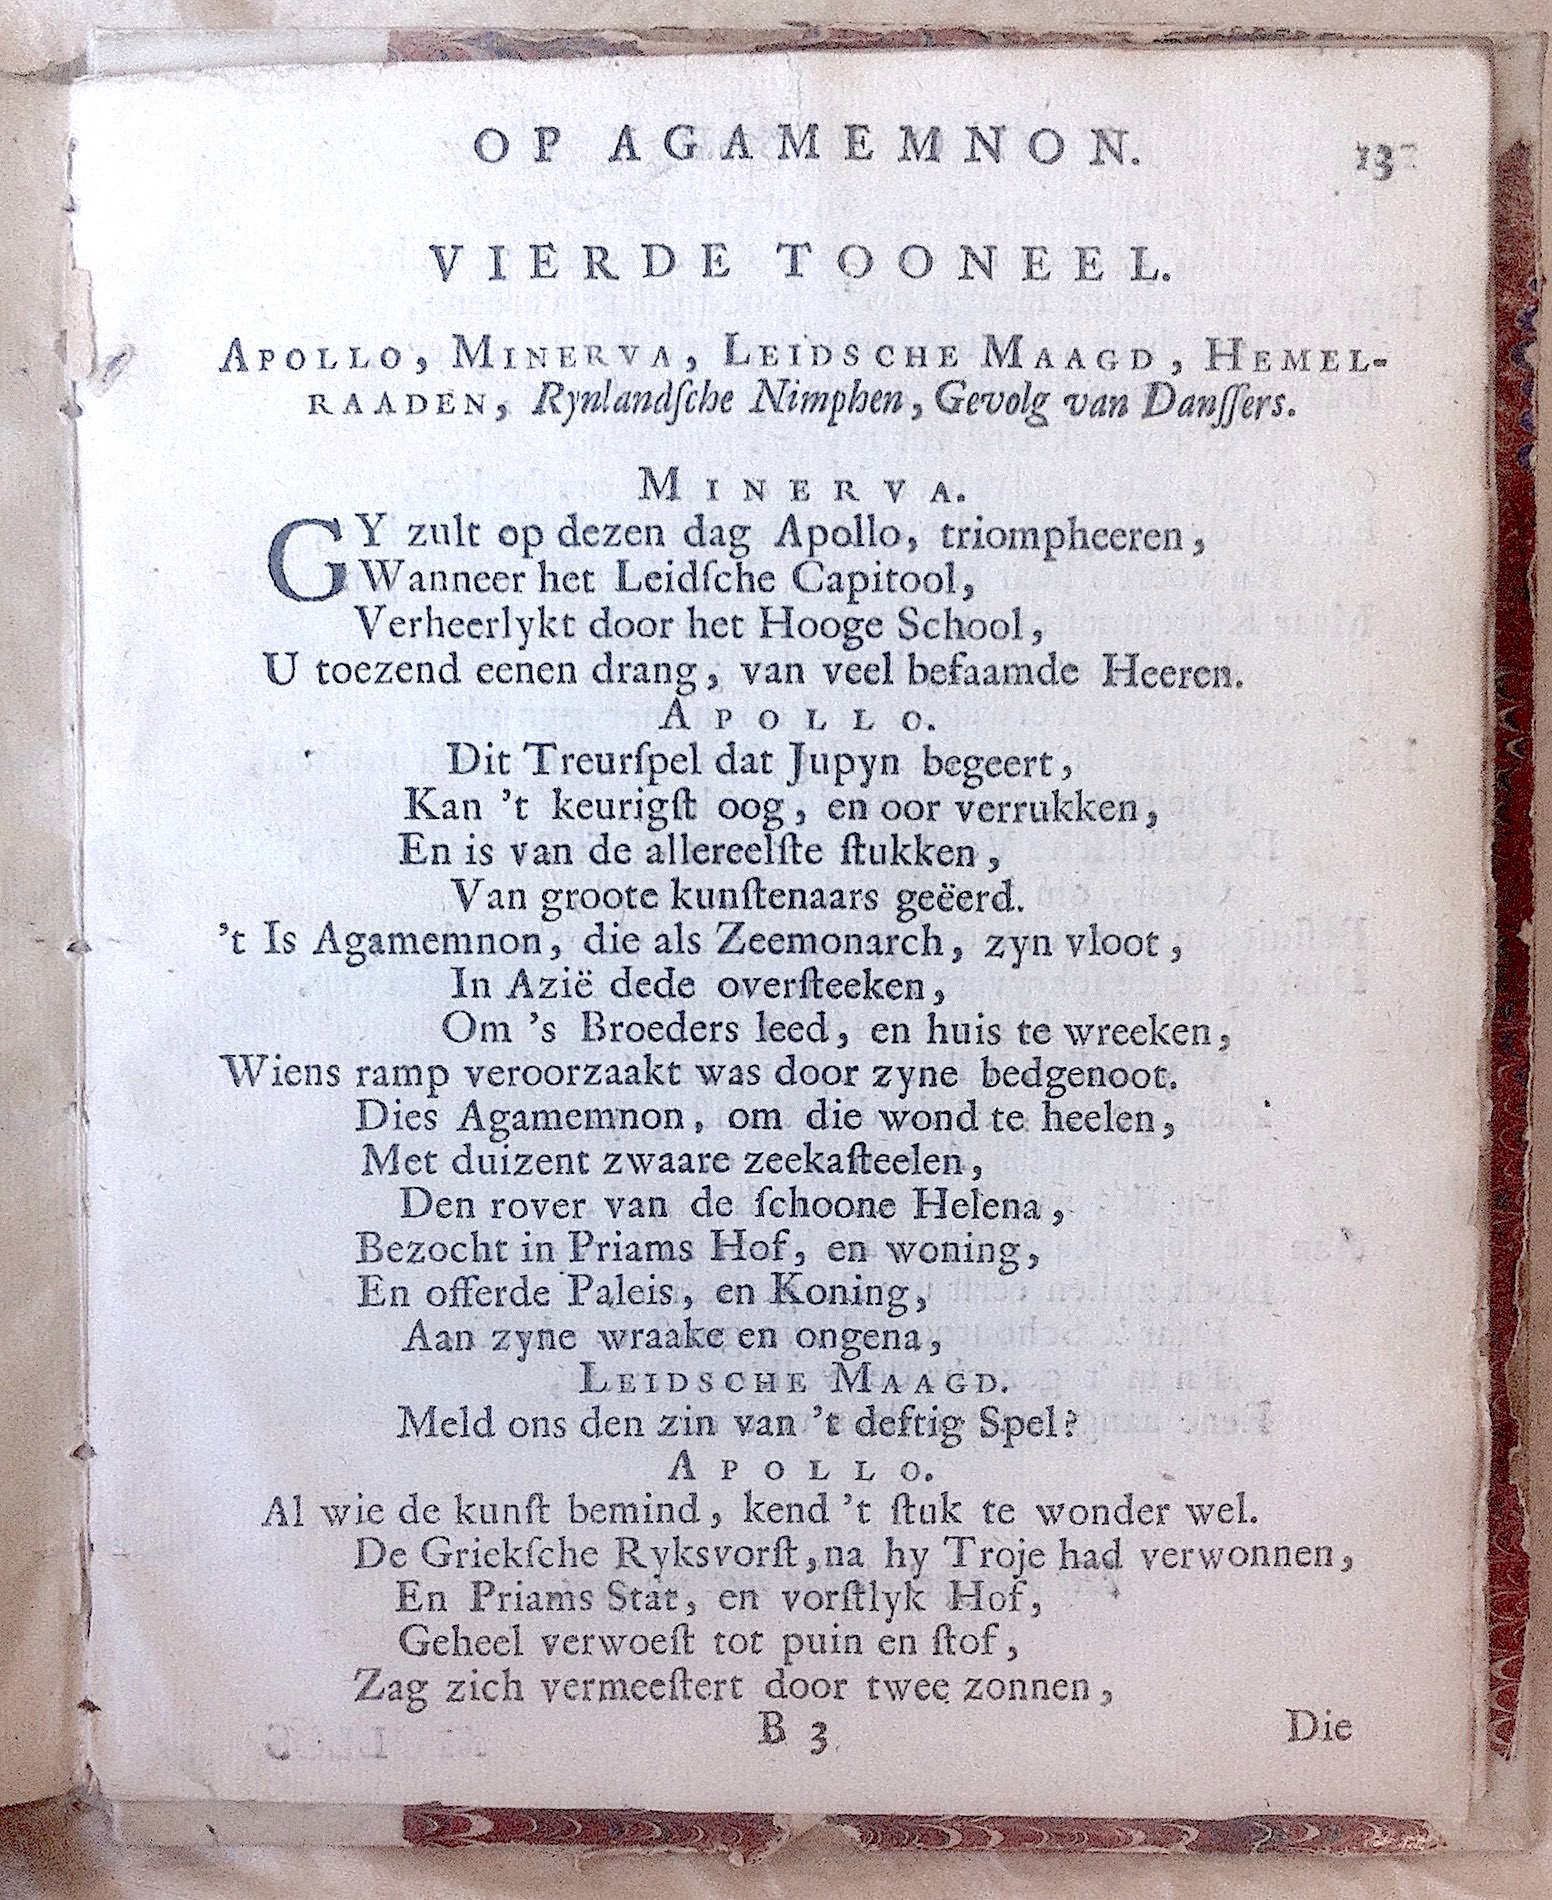 OP AGAMEMNON. 13
VIERDE TOONEEL.
APOLLO, MINERVA, LEIDSCHE MAAGD, HEMEL-
RAADEN, Rynlandſche Nimphen, Gevolg van Danſſers.
MINERVA.
GY zult op dezen dag Apollo, triompheeren,
Wanneer het Leidſche Capitool,
Verheerlykt door het Hooge School,
U toezend eenen drang, van veel befaamde Heeren.
APOLLO.
Dit Treurſpel dat Jupyn begeert,
Kan 't keurigſt oog, en oor verrukken,
En is van de allereelſte ſtukken,
Van groote kunſtenaars geëerd.
't Is Agamemnon, die als Zeemonarch, zyn vloot,
In Azië dede overſteeken,
Om 's Broeders leed, en huis te wreeken,
Wiens ramp veroorzaakt was door zyne bedgenoot.
Dies Agamemnon, om die wond te heelen,
Met duizent zwaare zeekaſteelen,
Den rover van de ſchoone Helena,
Bezocht in Priams Hof, en woning,
En offerde Paleis, en Koning,
Aan zyne wraake en ongena,
LEIDSCHE MAAGD.
Meld ons den zin van 't deftig Spel?
APOLLO.
Al wie de kunſt bemind, kend 't ſtuk te wonder wel.
De Griekſche Ryksvorſt, na hy Troje had verwonnen,
En Priams Stat, en vorſtlyk Hof,
Geheel verwoeſt tot puin en ſtof,
Zag zich vermeeſtert door twee zonnen,
B 3 Die